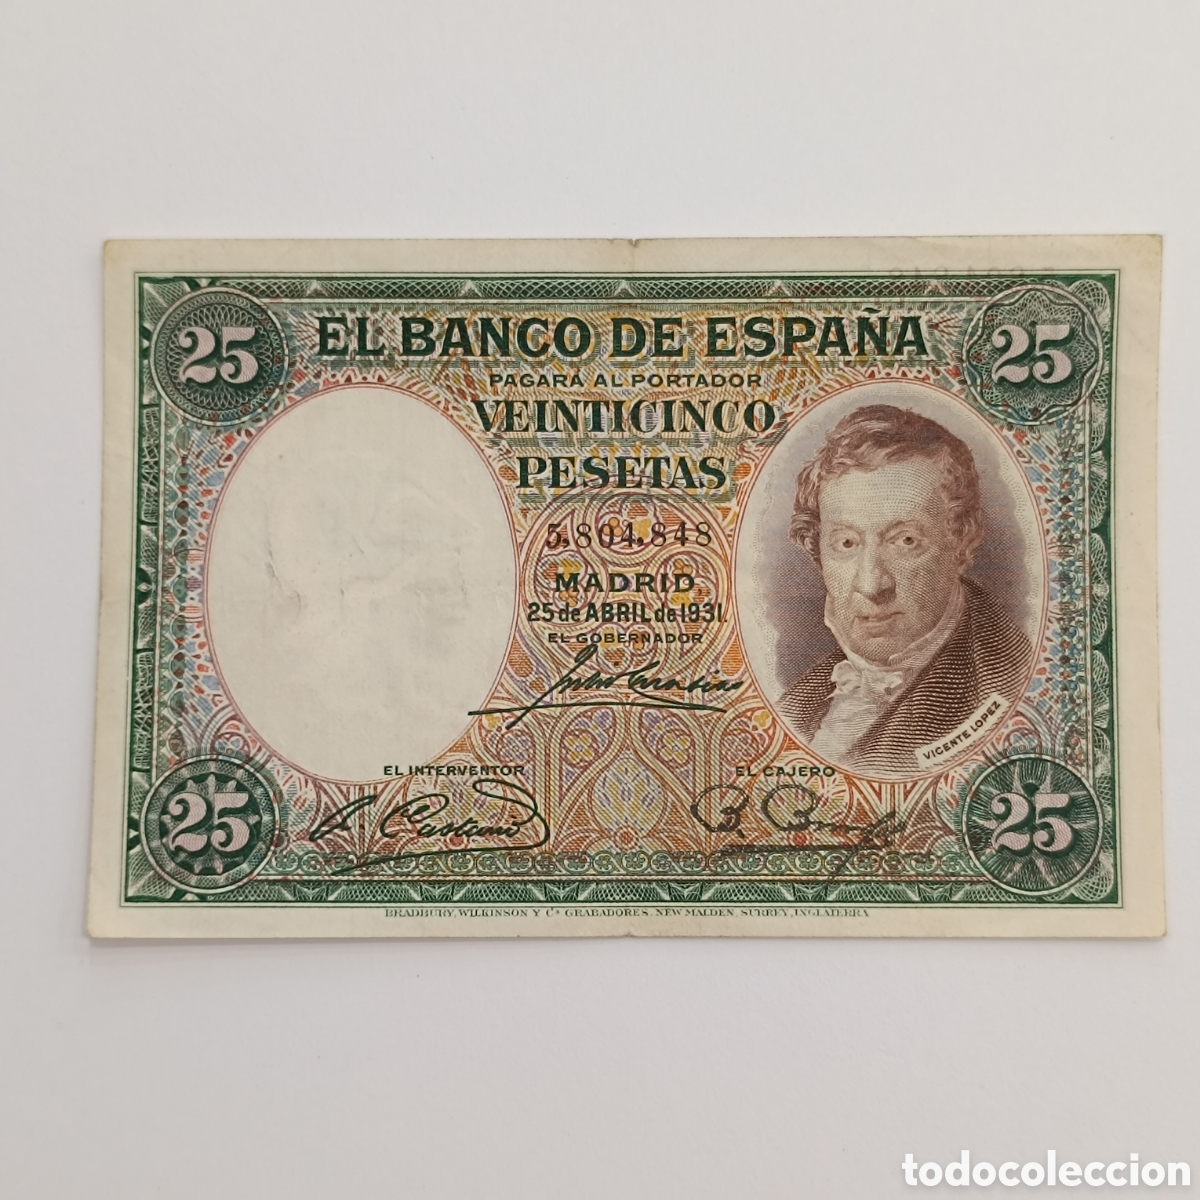 25
25
EL BANCO DE ESPAÑA
PAGARÁ AL PORTADOR
VEINTICINCO
PESETAS
5,804,848
MADRID
25 de ABRIL de 1931.
EL GOBERNADOR
VICENTE LOPEZ
EL INTERVENTOR
EL CAJERO
25
25
BRADBURY, WILKINSON Y Cª GRABADORES. NEW MALDEN, SURREY, INGLATERRA
todocoleccion